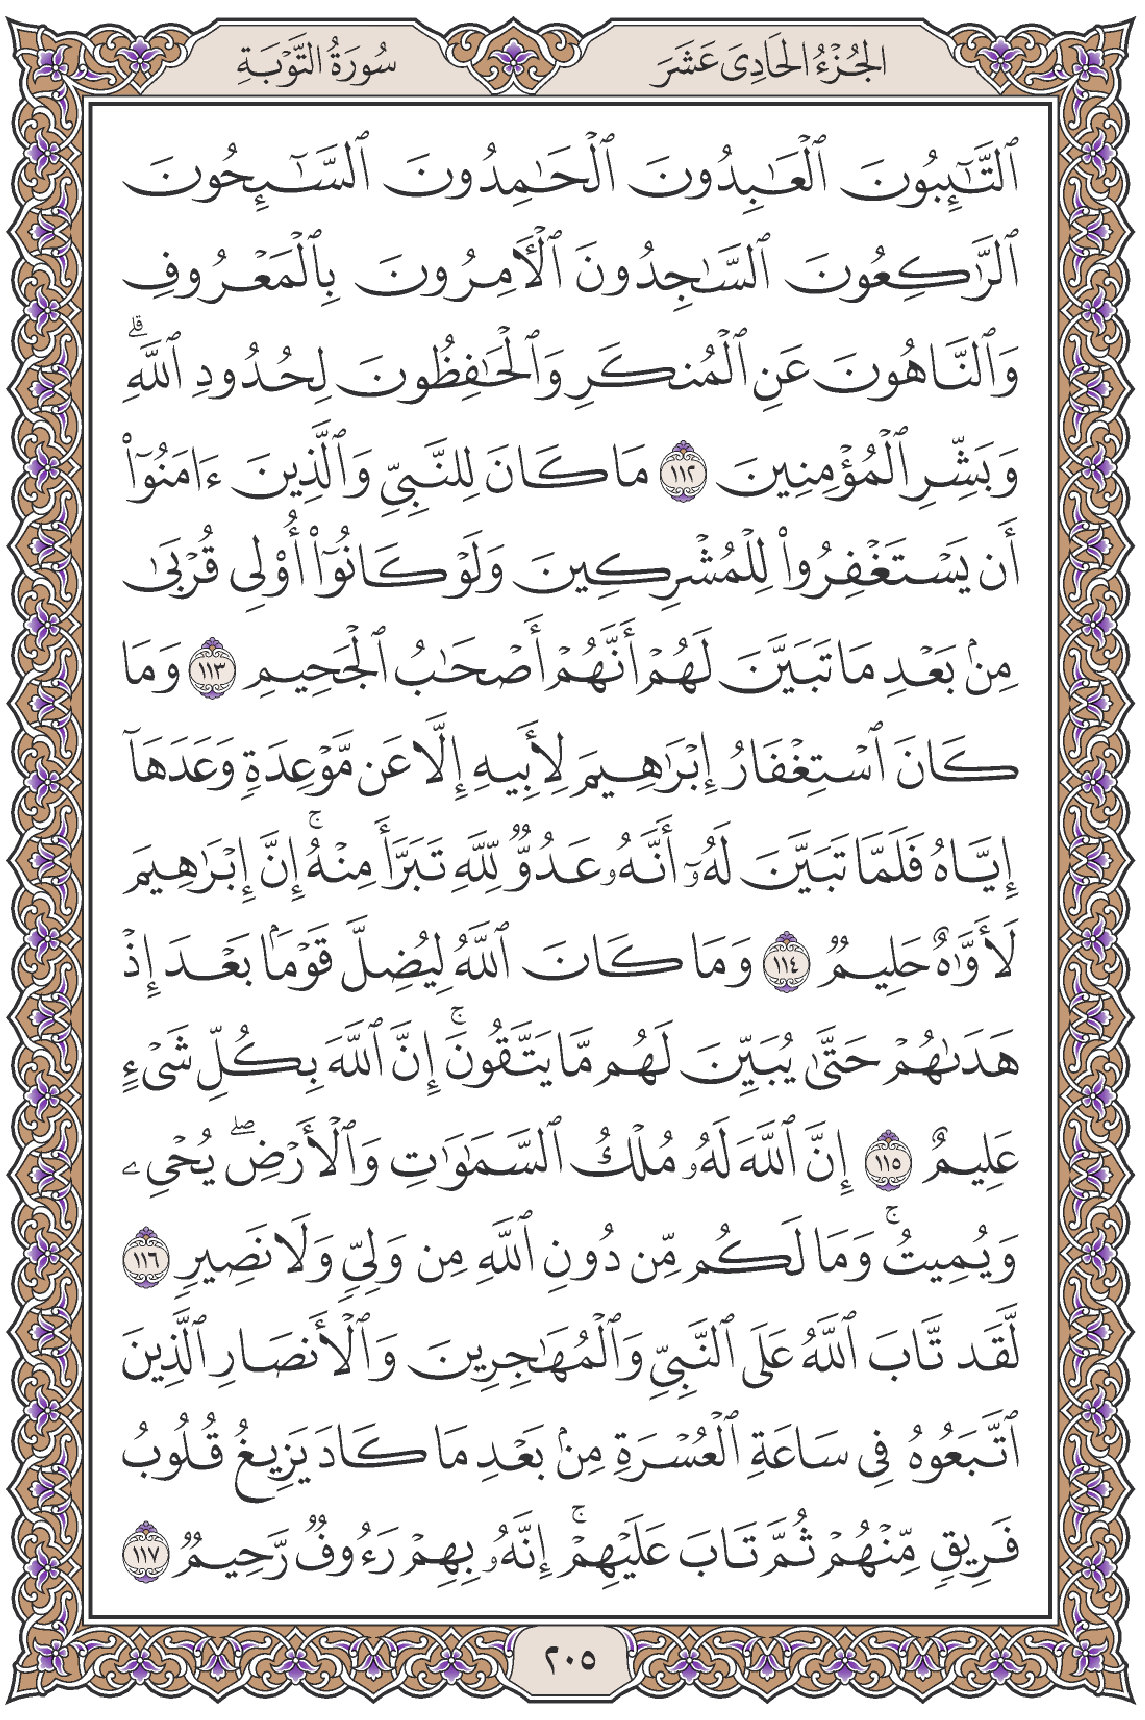 الجُزْءُ الحَادِىَ عَشَرَ
سُورَةُ التَّوْبَةِ
ٱلتَّـٰٓئِبُونَ ٱلْعَـٰبِدُونَ ٱلْحَـٰمِدُونَ ٱلسَّـٰٓئِحُونَ
ٱلرَّٰكِعُونَ ٱلسَّـٰجِدُونَ ٱلْأٓمِرُونَ بِٱلْمَعْرُوفِ
وَٱلنَّاهُونَ عَنِ ٱلْمُنكَرِ وَٱلْحَـٰفِظُونَ لِحُدُودِ ٱللَّهِۗ
وَبَشِّرِ ٱلْمُؤْمِنِينَ ١١٢ مَا كَانَ لِلنَّبِىِّ وَٱلَّذِينَ ءَامَنُوٓا۟
أَن يَسْتَغْفِرُوا۟ لِلْمُشْرِكِينَ وَلَوْ كَانُوٓا۟ أُو۟لِى قُرْبَىٰ
مِنۢ بَعْدِ مَا تَبَيَّنَ لَهُمْ أَنَّهُمْ أَصْحَـٰبُ ٱلْجَحِيمِ ١١٣ وَمَا
كَانَ ٱسْتِغْفَارُ إِبْرَٰهِيمَ لِأَبِيهِ إِلَّا عَن مَّوْعِدَةٍ وَعَدَهَآ
إِيَّاهُ فَلَمَّا تَبَيَّنَ لَهُۥٓ أَنَّهُۥ عَدُوٌّ لِّلَّهِ تَبَرَّأَ مِنْهُۚ إِنَّ إِبْرَٰهِيمَ
لَأَوَّٰهٌ حَلِيمٌ ١١٤ وَمَا كَانَ ٱللَّهُ لِيُضِلَّ قَوْمًۢا بَعْدَ إِذْ
هَدَىٰهُمْ حَتَّىٰ يُبَيِّنَ لَهُم مَّا يَتَّقُونَۚ إِنَّ ٱللَّهَ بِكُلِّ شَىْءٍ
عَلِيمٌ ١١٥ إِنَّ ٱللَّهَ لَهُۥ مُلْكُ ٱلسَّمَـٰوَٰتِ وَٱلْأَرْضِۖ يُحْىِۦ
وَيُمِيتُۚ وَمَا لَكُم مِّن دُونِ ٱللَّهِ مِن وَلِىٍّ وَلَا نَصِيرٍ ١١٦
لَّقَد تَّابَ ٱللَّهُ عَلَى ٱلنَّبِىِّ وَٱلْمُهَـٰجِرِينَ وَٱلْأَنصَارِ ٱلَّذِينَ
ٱتَّبَعُوهُ فِى سَاعَةِ ٱلْعُسْرَةِ مِنۢ بَعْدِ مَا كَادَ يَزِيغُ قُلُوبُ
فَرِيقٍ مِّنْهُمْ ثُمَّ تَابَ عَلَيْهِمْۚ إِنَّهُۥ بِهِمْ رَءُوفٌ رَّحِيمٌ ١١٧
٢٠٥